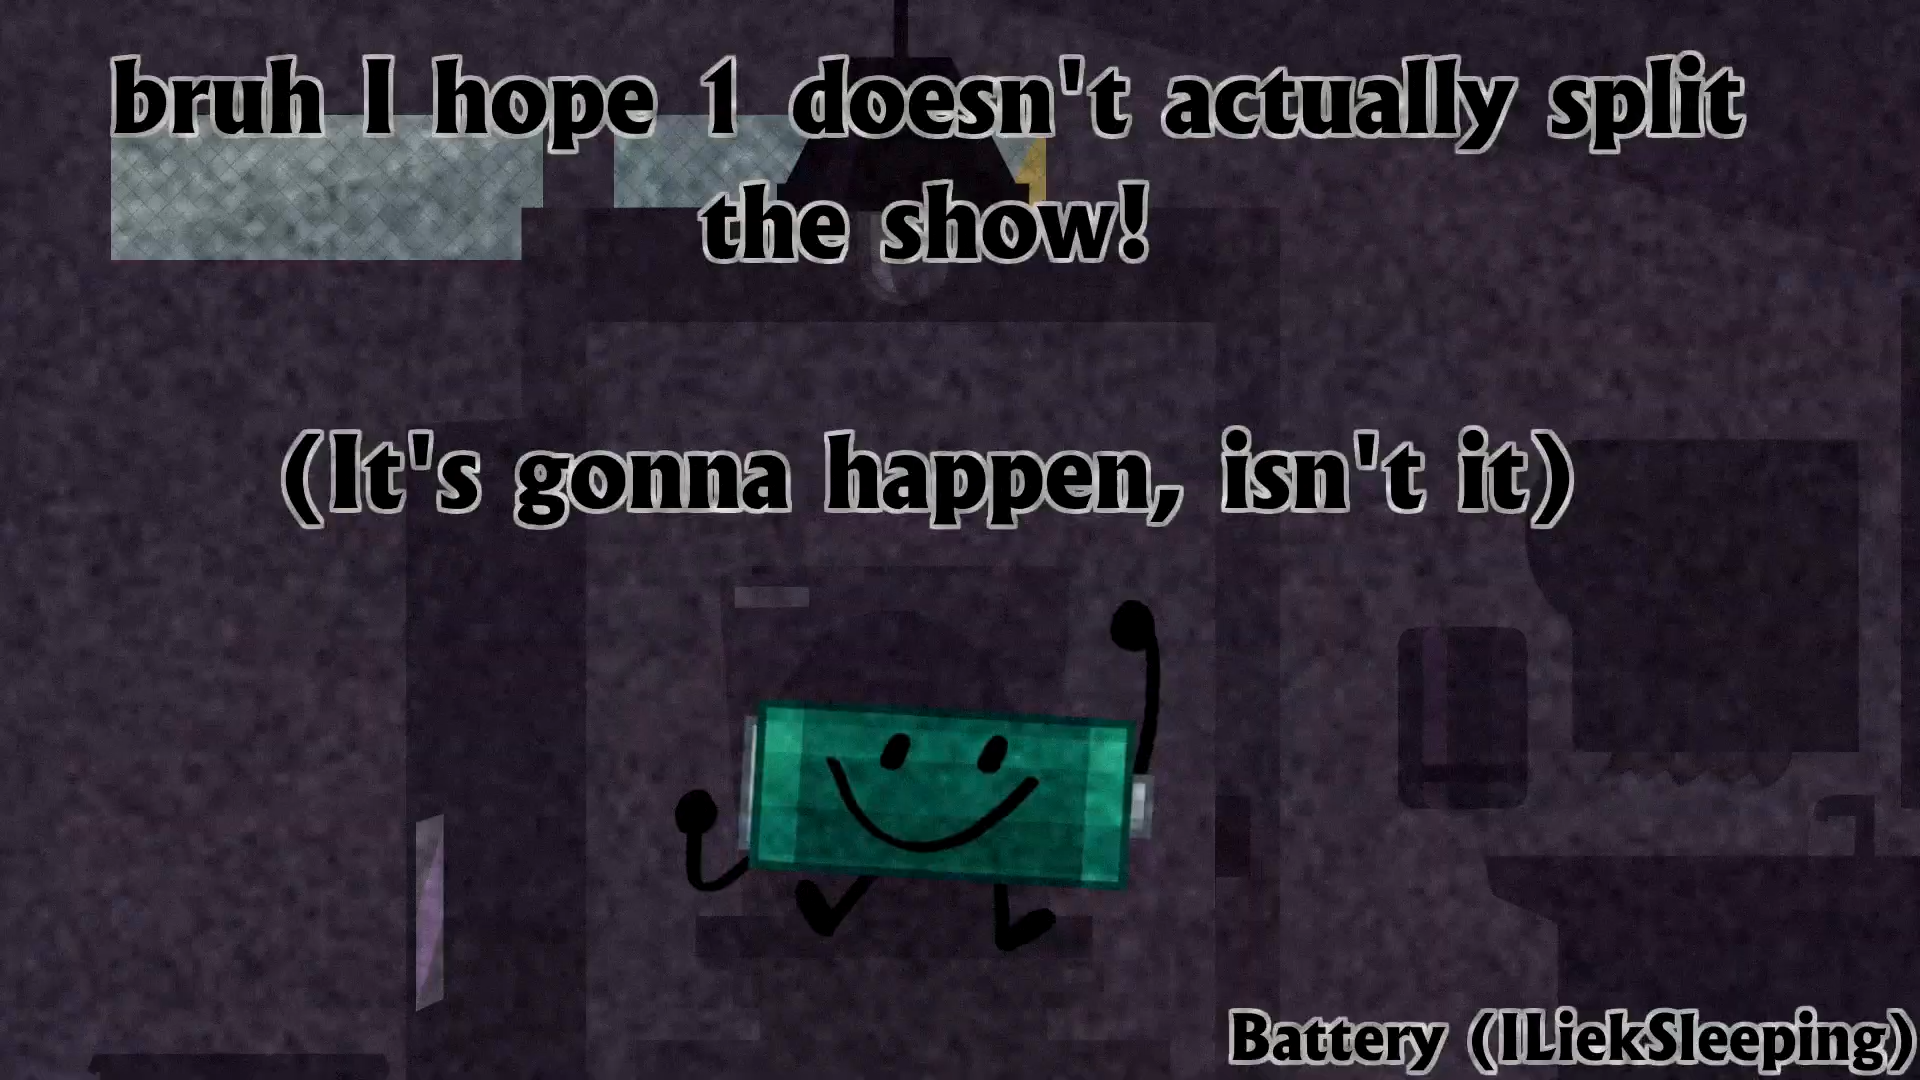 bruh I hope 1 doesn't actually split
the show!
(It's gonna happen, isn't it)
Battery (ILiekSleeping)